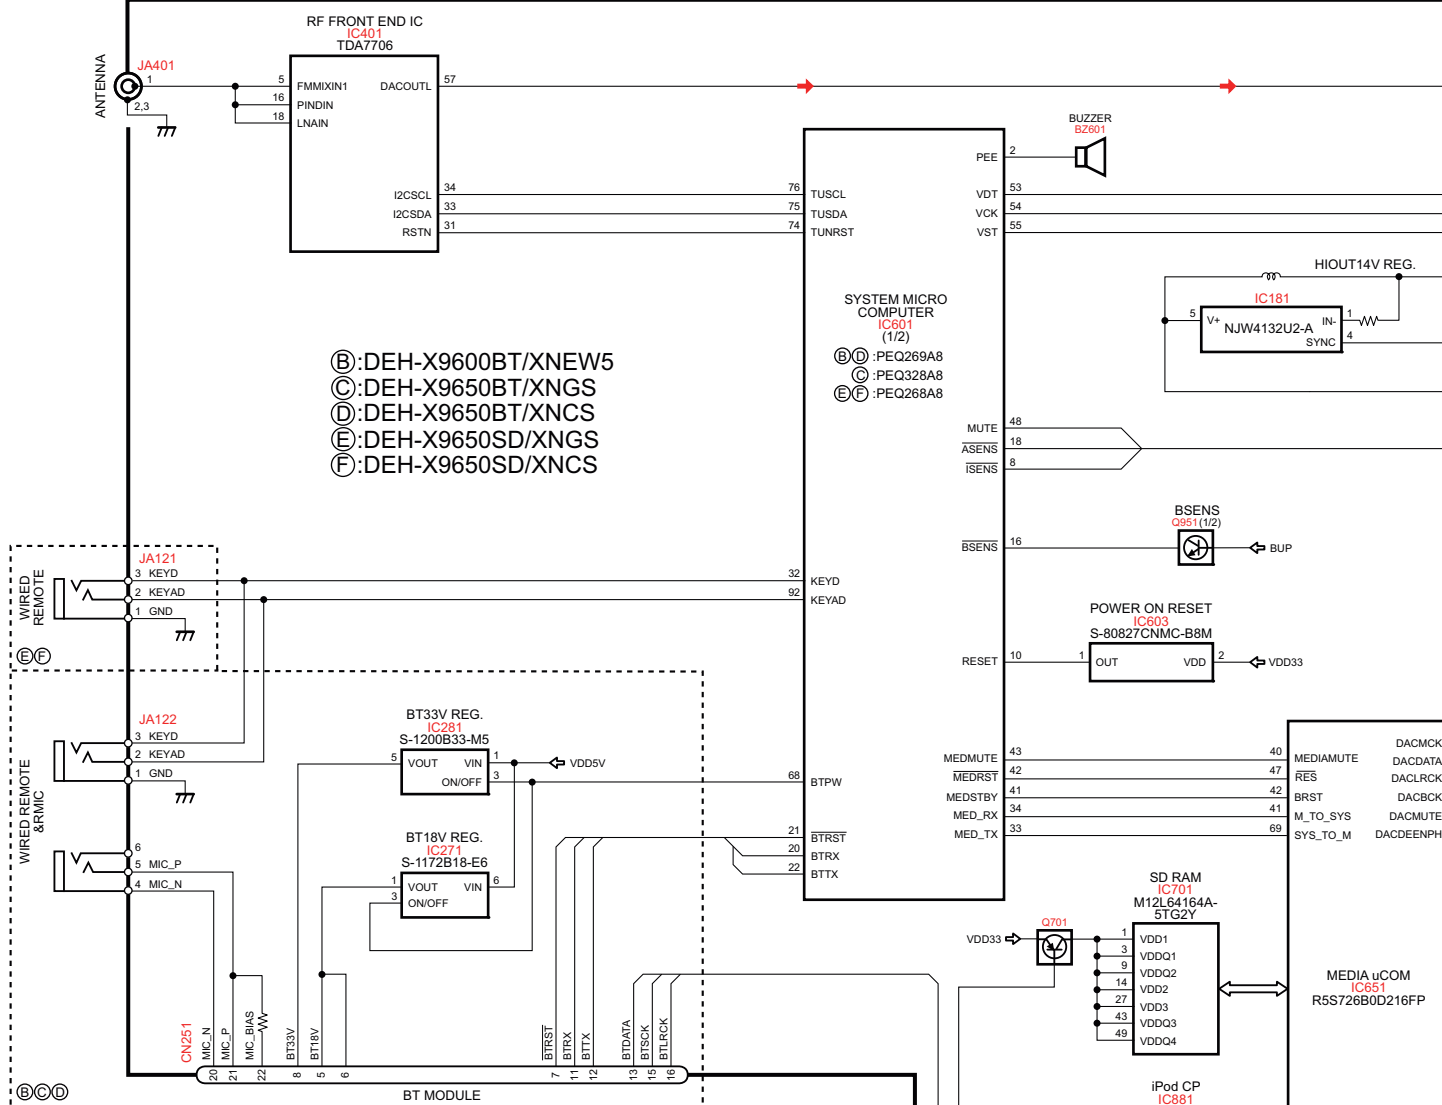 RF FRONT END IC
IC401
TDA7706
ANTENNA
JA401
1
2,3
5 FMMIXIN1
16 PINDIN
18 LNAIN
DACOUTL 57
I2CSCL 34
I2CSDA 33
RSTN 31
BUZZER
BZ601
PEE 2
76 TUSCL
75 TUSDA
74 TUNRST
VDT 53
VCK 54
VST 55
HIOUT14V REG.
IC181
5 V+
NJW4132U2-A
IN- 1
SYNC 4
SYSTEM MICRO
COMPUTER
IC601
(1/2)
BD :PEQ269A8
C :PEQ328A8
EF :PEQ268A8
B:DEH-X9600BT/XNEW5
C:DEH-X9650BT/XNGS
D:DEH-X9650BT/XNCS
E:DEH-X9650SD/XNGS
F:DEH-X9650SD/XNCS
MUTE 48
ASENS 18
ISENS 8
BSENS
Q951(1/2)
BSENS 16
BUP
WIRED
REMOTE
JA121
3 KEYD
2 KEYAD
1 GND
EF
32 KEYD
92 KEYAD
POWER ON RESET
IC603
S-80827CNMC-B8M
RESET 10
1 OUT
VDD 2
VDD33
WIRED REMOTE
&RMIC
JA122
3 KEYD
2 KEYAD
1 GND
6
5 MIC_P
4 MIC_N
BT33V REG.
IC281
S-1200B33-M5
5 VOUT
VIN 1
ON/OFF 3
VDD5V
68 BTPW
BT18V REG.
IC271
S-1172B18-E6
1 VOUT
3 ON/OFF
VIN 6
21 BTRST
20 BTRX
22 BTTX
MEDMUTE 43
MEDRST 42
MEDSTBY 41
MED_RX 34
MED_TX 33
40 MEDIAMUTE
47 RES
42 BRST
41 M_TO_SYS
69 SYS_TO_M
DACMCK
DACDATA
DACLRCK
DACBCK
DACMUTE
DACDEENPH
SD RAM
IC701
M12L64164A-
5TG2Y
VDD33
Q701
1 VDD1
3 VDDQ1
9 VDDQ2
14 VDD2
27 VDD3
43 VDDQ3
49 VDDQ4
MEDIA uCOM
IC651
R5S726B0D216FP
iPod CP
IC881
CN251
MIC_N
MIC_P
MIC_BIAS
BT33V
BT18V
BTRST
BTRX
BTTX
BTDATA
BTSCK
BTLRCK
20
21
22
8
5
6
7
11
12
13
15
16
BT MODULE
BCD